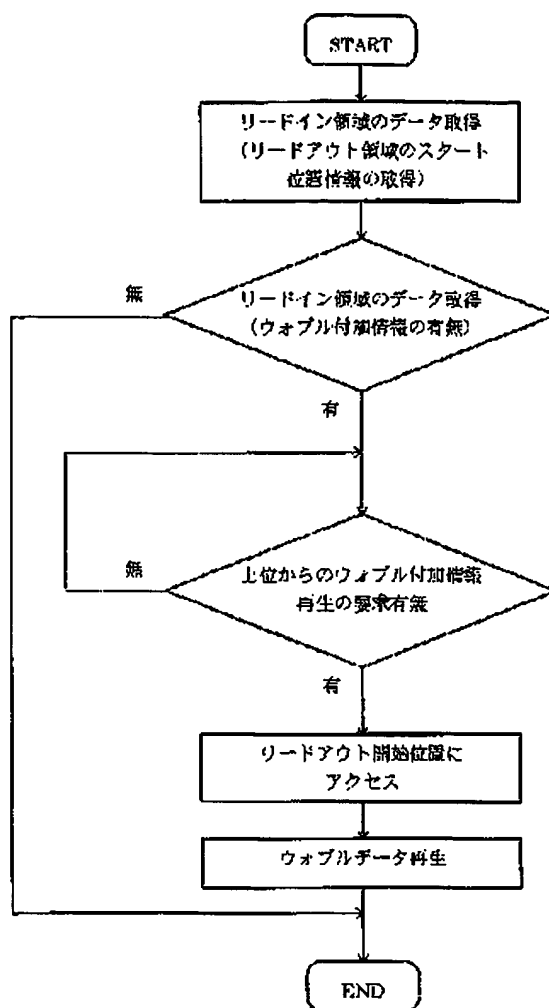 START
リードイン領域のデータ取得
(リードアウト領域のスタート
位置情報の取得)
リードイン領域のデータ取得
(ウォブル付加情報の有無)
無
有
上位からのウォブル付加情報
再生の要求有無
無
有
リードアウト開始位置に
アクセス
ウォブルデータ再生
END